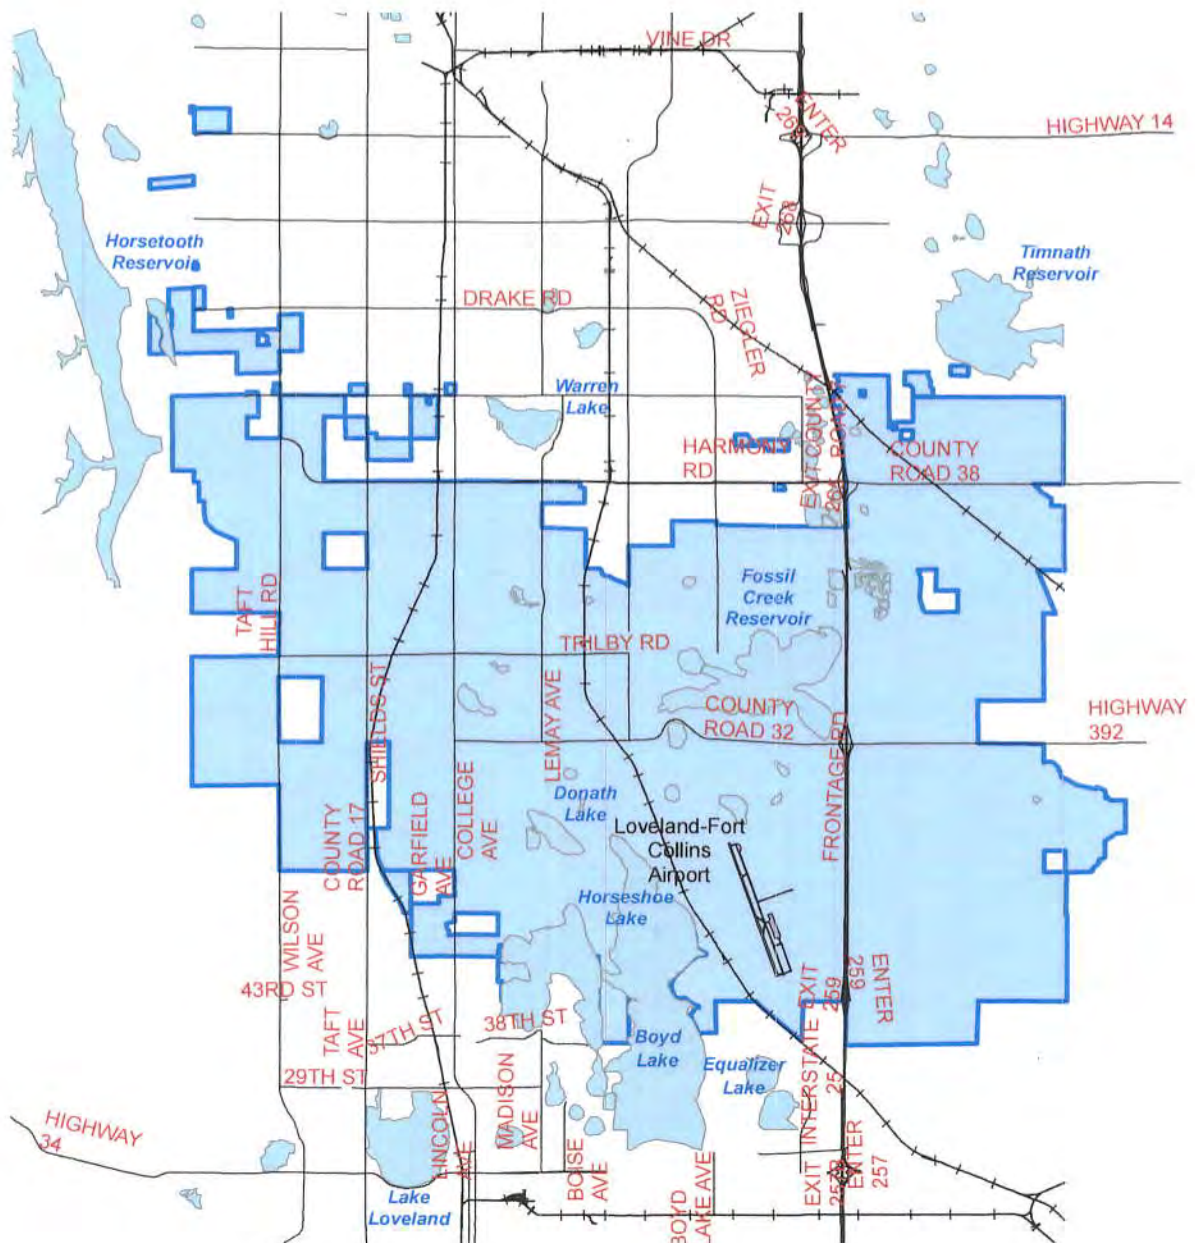 VINE DR
ENTER
269
HIGHWAY 14
EXIT
268
Horsetooth
Reservoir
Timnath
Reservoir
DRAKE RD
ZIEGLER
RD
Warren
Lake
HARMONY
RD
EXIT COUNTY
ROAD
COUNTY
ROAD 38
TAFT
HILL RD
Fossil
Creek
Reservoir
TRILBY RD
SHIELDS ST
LEMAY AVE
COUNTY
ROAD 32
HIGHWAY
392
FRONTAGE RD
COUNTY
ROAD 17
GARFIELD
AVE
COLLEGE
AVE
Donath
Lake
Loveland-Fort
Collins
Airport
Horseshoe
Lake
WILSON
AVE
43RD ST
TAFT
AVE
37TH ST
38TH ST
EXIT
259
ENTER
259
Boyd
Lake
Equalizer
Lake
INTERSTATE
25
29TH ST
HIGHWAY
34
LINCOLN
AVE
MADISON
AVE
BOISE
AVE
BOYD
LAKE AVE
EXIT
ENTER
257
Lake
Loveland